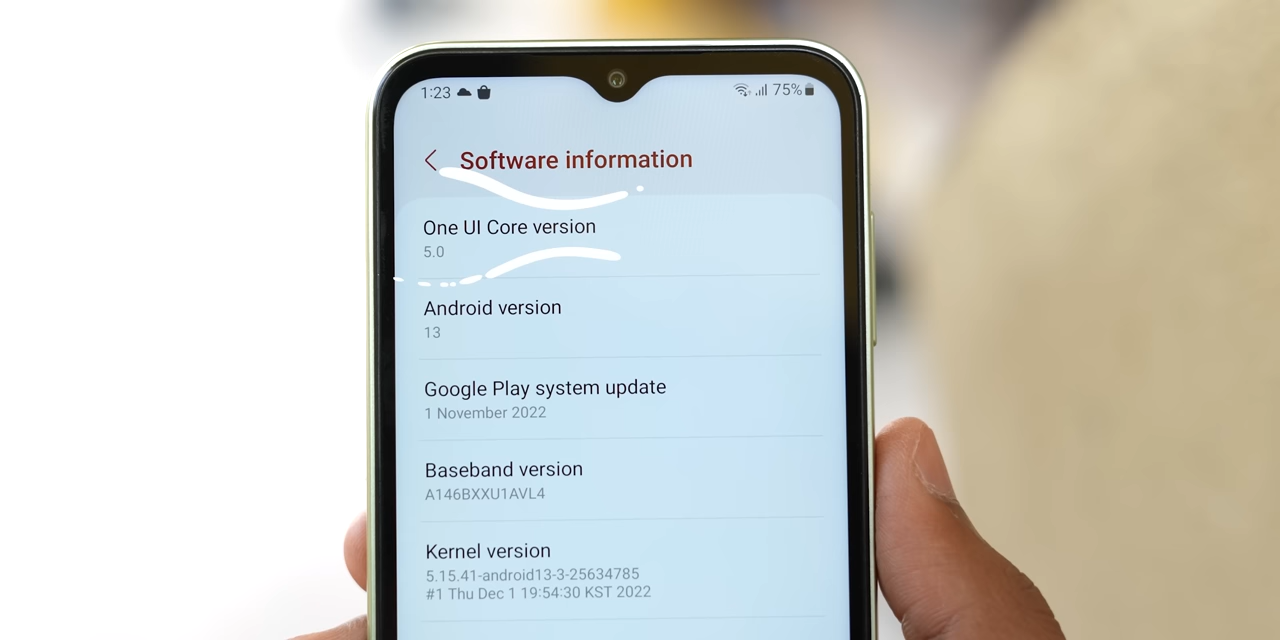 1:23 75%
Software information
One UI Core version
5.0
Android version
13
Google Play system update
1 November 2022
Baseband version
A146BXXU1AVL4
Kernel version
5.15.41-android13-3-25634785
#1 Thu Dec 1 19:54:30 KST 2022